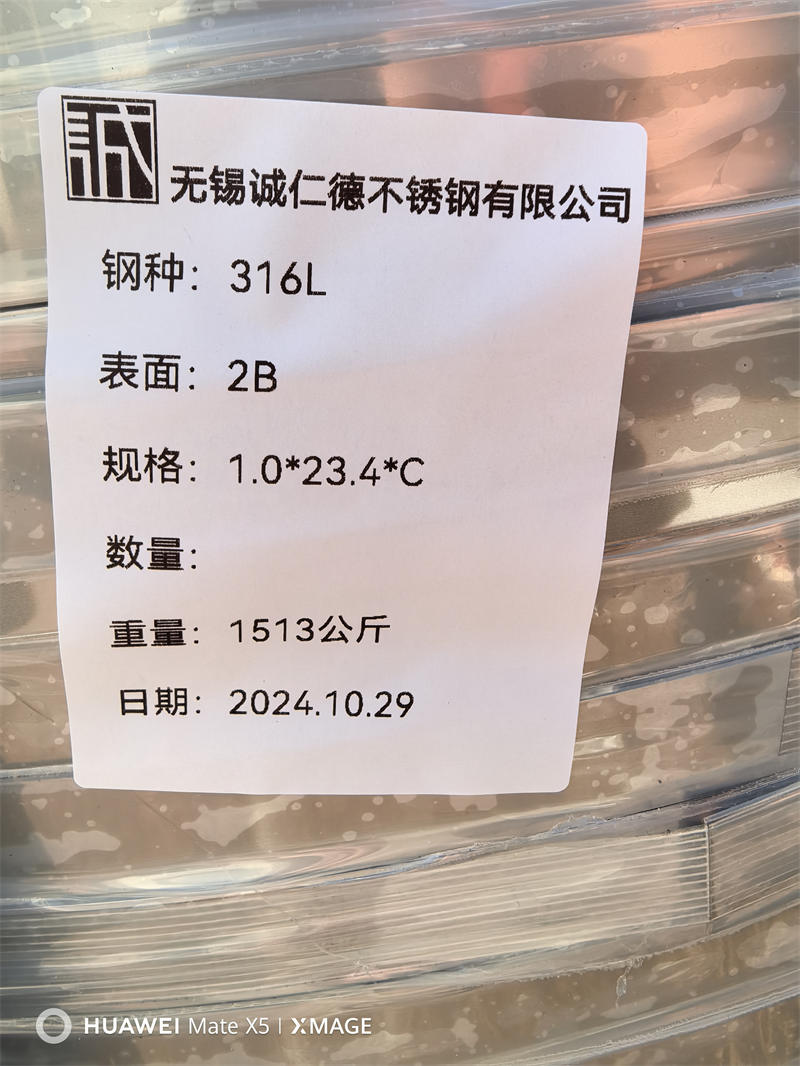 诚
无锡诚仁德不锈钢有限公司
钢种：316L
表面：2B
规格：1.0*23.4*C
数量：
重量：1513公斤
日期：2024.10.29
HUAWEI Mate X5 | XMAGE